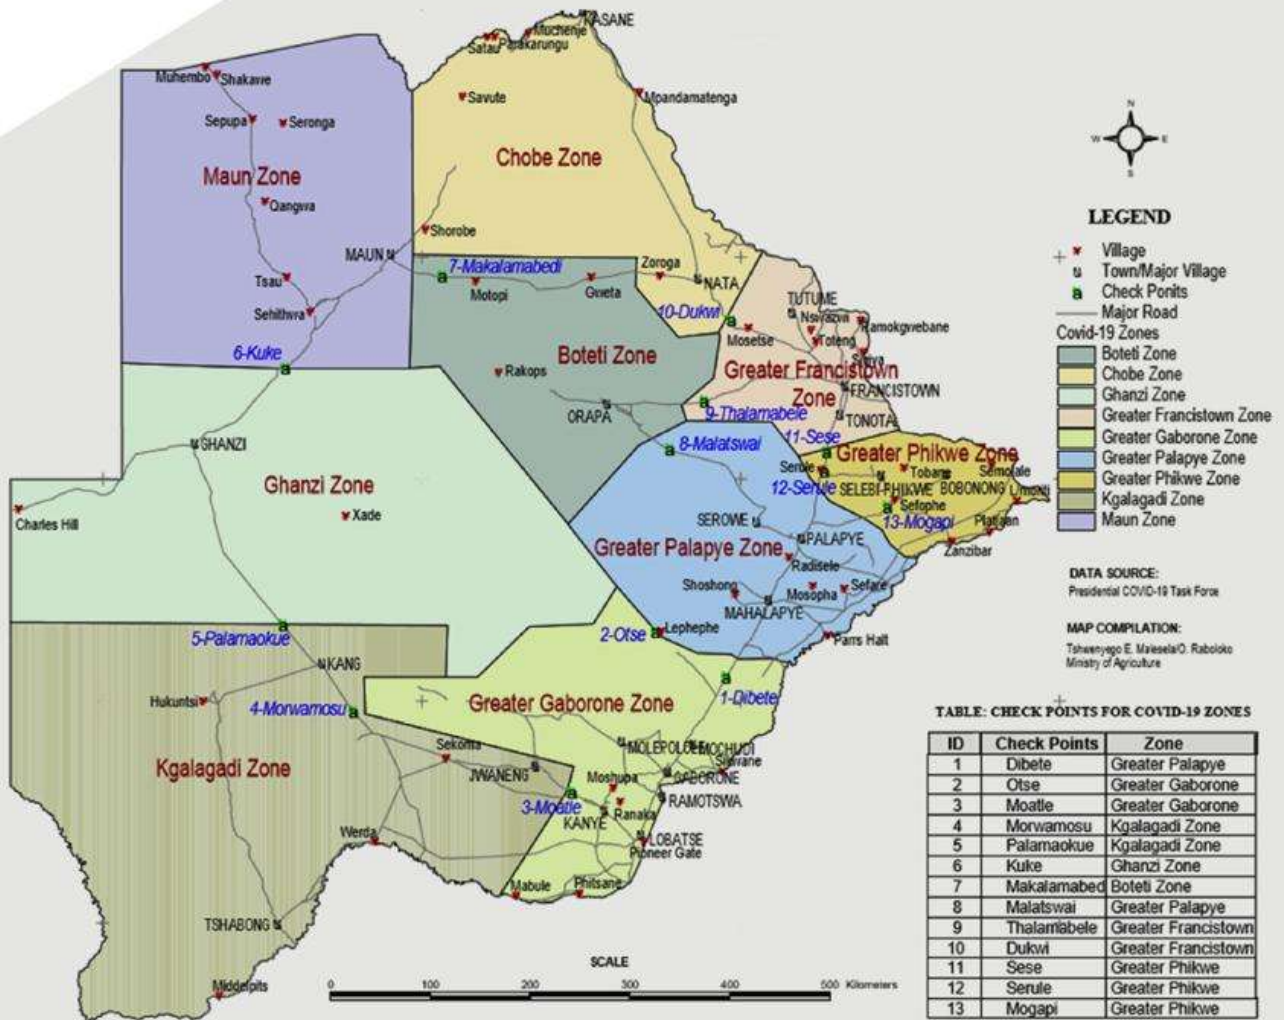 KASANE
Muchenje
Satau
Parakarungu
Muhembo
Shakawe
Savute
Mpandamatenga
Sepupa
Seronga
Chobe Zone
Maun Zone
Qangwa
Shorobe
MAUN
7-Makalamabedi
Zoroga
Tsau
Motopi
Gweta
NATA
Sehithwa
10-Dukwi
TUTUME
Nswazwi
Ramokgwebane
Mosetse
Toteng
6-Kuke
Boteti Zone
Rakops
Greater Francistown
Zone
FRANCISTOWN
ORAPA
9-Thalamabele
TONOTA
GHANZI
8-Malatswai
11-Sese
Greater Phikwe Zone
Serule
Tobane
Semolale
12-Serule
SELEBI-PHIKWE
BOBONONG
Ghanzi Zone
Charles Hill
Xade
Sefophe
13-Mogapi
Platjan
SEROWE
PALAPYE
Zanzibar
Greater Palapye Zone
Radisele
Shoshong
Mosopha
Sefare
MAHALAPYE
5-Palamaokue
2-Otse
Lephephe
Parrs Halt
KANG
1-Dibete
Hukuntsi
4-Morwamosu
Greater Gaborone Zone
MOLEPOLOLE
MOCHUDI
Sekoma
Sikwane
Kgalagadi Zone
JWANENG
GABORONE
Moshupa
3-Moatle
RAMOTSWA
Ranaka
KANYE
Werda
LOBATSE
Pioneer Gate
Mabule
Phitsane
TSHABONG
Middelpits
SCALE
0 100 200 300 400 500 Kilometers
N
W E
S
LEGEND
Village
Town/Major Village
Check Ponits
Major Road
Covid-19 Zones
Boteti Zone
Chobe Zone
Ghanzi Zone
Greater Francistown Zone
Greater Gaborone Zone
Greater Palapye Zone
Greater Phikwe Zone
Kgalagadi Zone
Maun Zone
DATA SOURCE:
Presidential COVID-19 Task Force
MAP COMPILATION:
Tshwenyego E. Malesela/O. Raboloko
Ministry of Agriculture
TABLE: CHECK POINTS FOR COVID-19 ZONES
ID Check Points Zone
1 Dibete Greater Palapye
2 Otse Greater Gaborone
3 Moatle Greater Gaborone
4 Morwamosu Kgalagadi Zone
5 Palamaokue Kgalagadi Zone
6 Kuke Ghanzi Zone
7 Makalamabed Boteti Zone
8 Malatswai Greater Palapye
9 Thalamabele Greater Francistown
10 Dukwi Greater Francistown
11 Sese Greater Phikwe
12 Serule Greater Phikwe
13 Mogapi Greater Phikwe